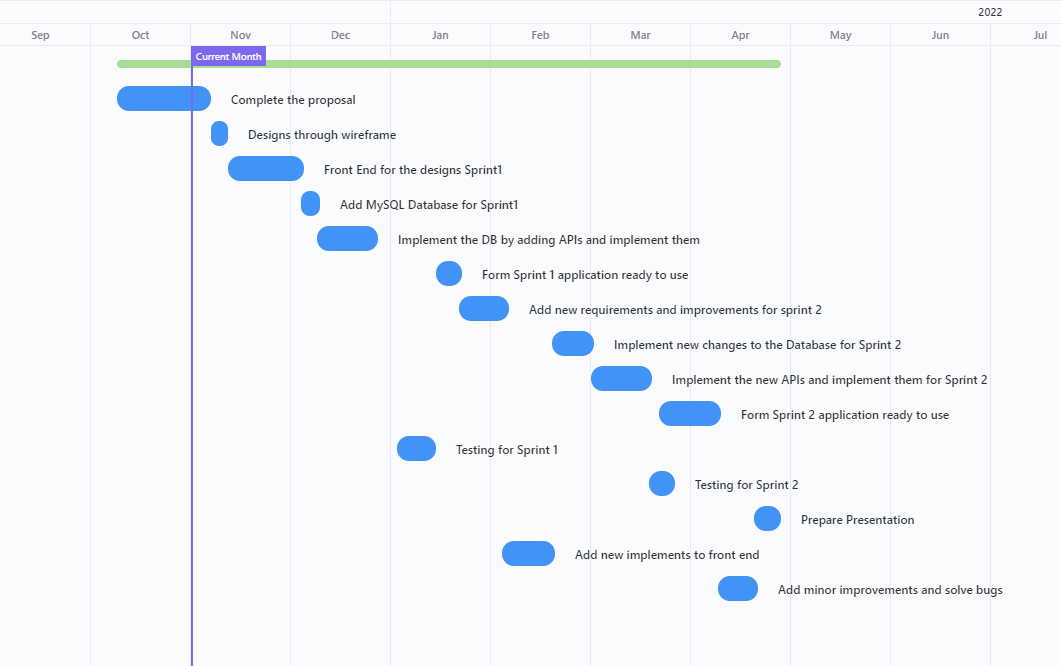 2022
Sep Oct Nov Dec Jan Feb Mar Apr May Jun Jul
Current Month
Complete the proposal
Designs through wireframe
Front End for the designs Sprint1
Add MySQL Database for Sprint1
Implement the DB by adding APIs and implement them
Form Sprint 1 application ready to use
Add new requirements and improvements for sprint 2
Implement new changes to the Database for Sprint 2
Implement the new APIs and implement them for Sprint 2
Form Sprint 2 application ready to use
Testing for Sprint 1
Testing for Sprint 2
Prepare Presentation
Add new implements to front end
Add minor improvements and solve bugs